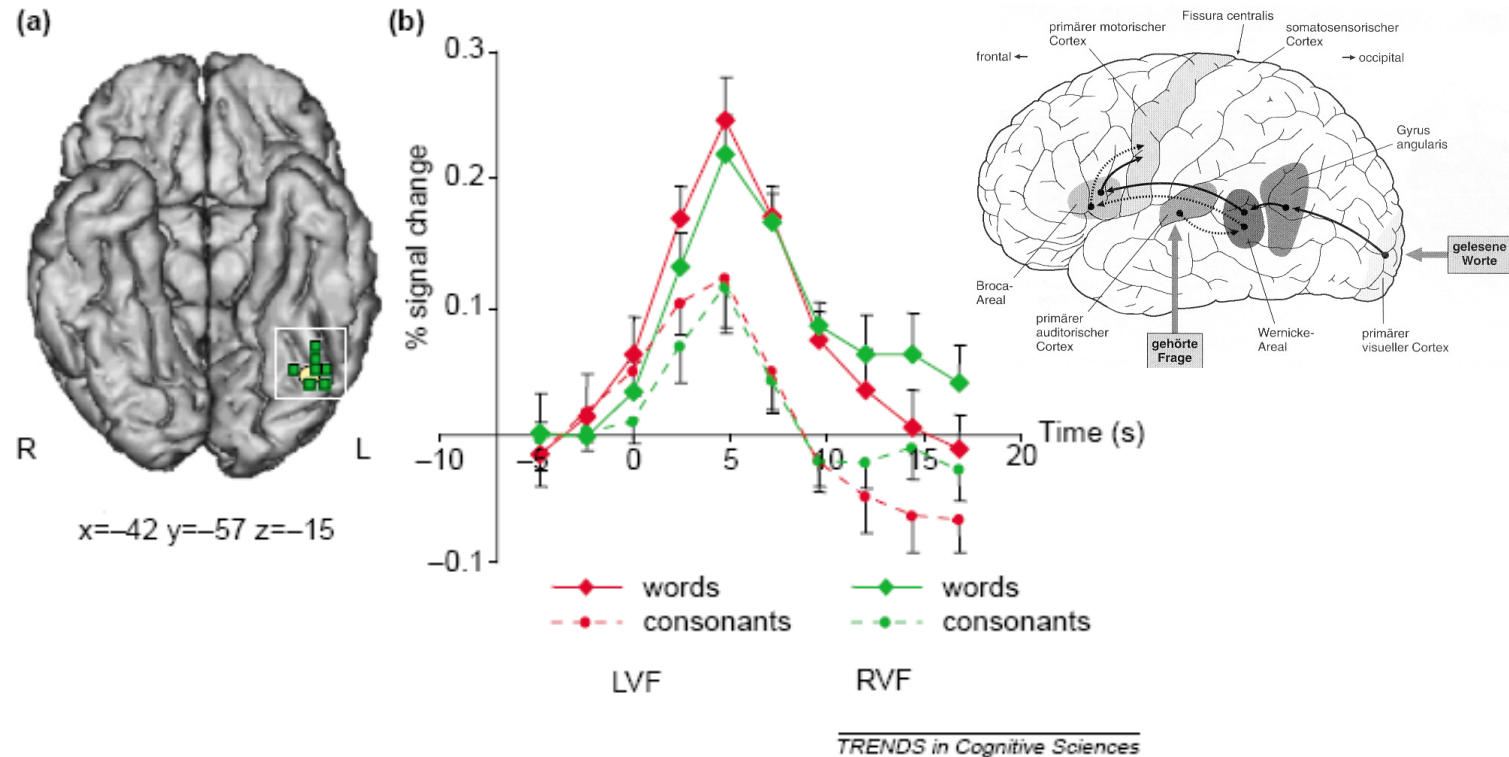 (a)
R
L
x=–42 y=–57 z=–15
(b)
% signal change
0.3
0.2
0.1
–0.1
–10
–5
0
5
10
15
20
Time (s)
words
consonants
words
consonants
LVF
RVF
TRENDS in Cognitive Sciences
Fissura centralis
primärer motorischer
Cortex
somatosensorischer
Cortex
frontal
occipital
Gyrus
angularis
gelesene
Worte
Broca-
Areal
primärer
auditorischer
Cortex
gehörte
Frage
Wernicke-
Areal
primärer
visueller Cortex